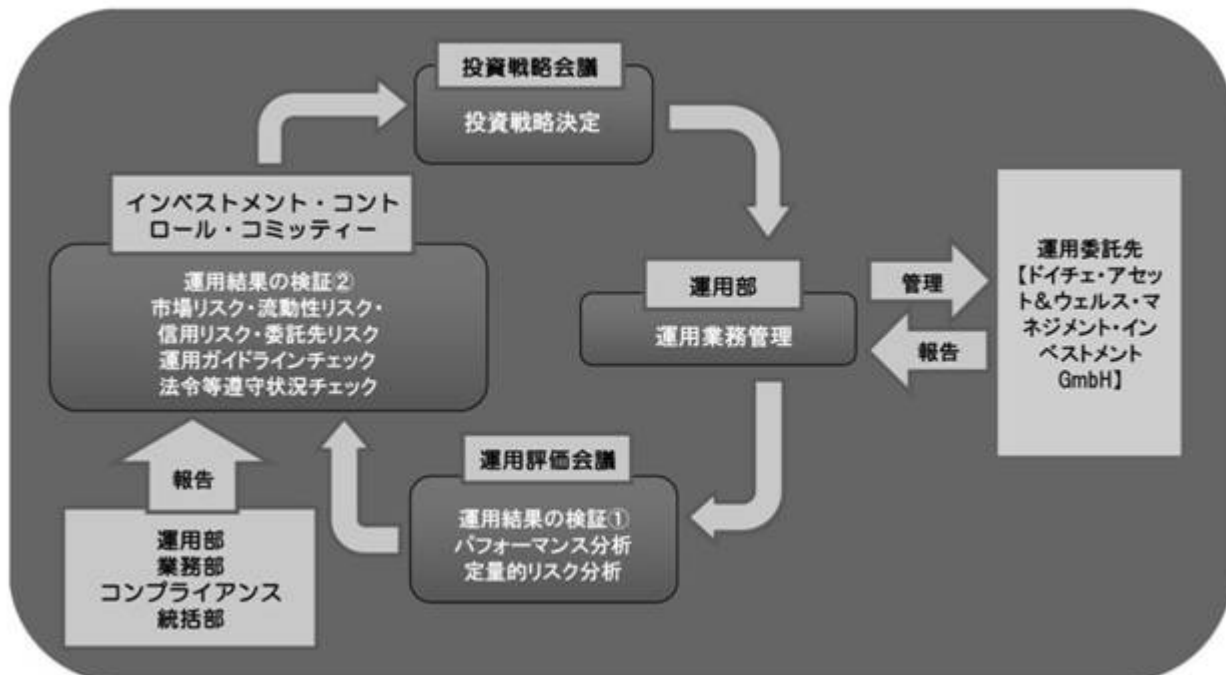 投資戦略会議
投資戦略決定
インベストメント・コント
ロール・コミッティー
運用結果の検証②
市場リスク・流動性リスク・
信用リスク・委託先リスク
運用ガイドラインチェック
法令等遵守状況チェック
運用部
運用業務管理
管理
報告
運用委託先
【ドイチェ・アセッ
ト&ウェルス・マ
ネジメント・イン
ベストメント
GmbH】
運用評価会議
運用結果の検証①
パフォーマンス分析
定量的リスク分析
報告
運用部
業務部
コンプライアンス
統括部